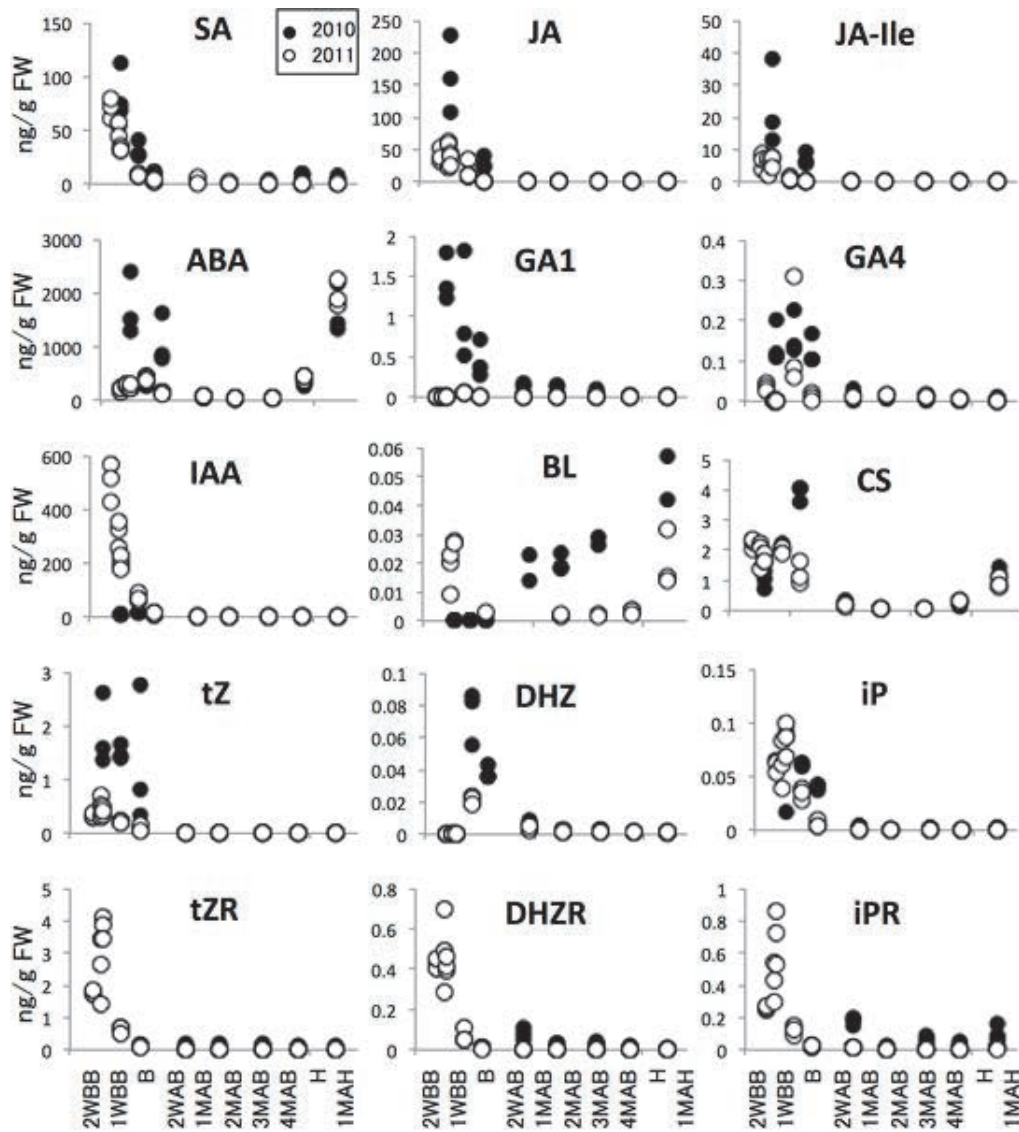 SA
● 2010
○ 2011
JA
JA-Ile
ng/g FW
150
100
50
0
250
200
150
100
50
0
50
40
30
20
10
0
ABA
GA1
GA4
ng/g FW
3000
2000
1000
0
2
1.5
1
0.5
0
0.4
0.3
0.2
0.1
0
IAA
BL
CS
ng/g FW
600
400
200
0
0.06
0.05
0.04
0.03
0.02
0.01
0
5
4
3
2
1
0
tZ
DHZ
iP
ng/g FW
3
2
1
0
0.1
0.08
0.06
0.04
0.02
0
0.15
0.1
0.05
0
tZR
DHZR
iPR
ng/g FW
5
4
3
2
1
0
0.8
0.6
0.4
0.2
0
1
0.8
0.6
0.4
0.2
0
2WBB
1WBB
B
2WAB
1MAB
2MAB
3MAB
4MAB
H
1MAH
2WBB
1WBB
B
2WAB
1MAB
2MAB
3MAB
4MAB
H
1MAH
2WBB
1WBB
B
2WAB
1MAB
2MAB
3MAB
4MAB
H
1MAH